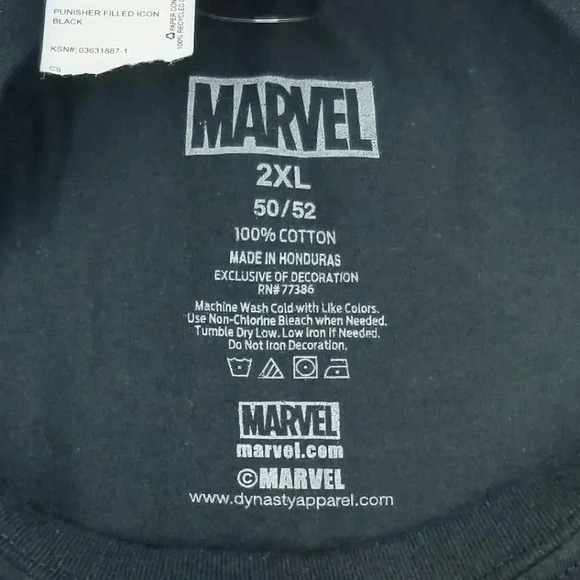 PUNISHER FILLED ICON
BLACK
KSN#: 03631887-1
MARVEL
2XL
50/52
100% COTTON
MADE IN HONDURAS
EXCLUSIVE OF DECORATION
RN# 77386
Machine Wash Cold with Like Colors.
Use Non-Chlorine Bleach when Needed.
Tumble Dry Low. Low Iron if Needed.
Do Not Iron Decoration.
MARVEL
marvel.com
©MARVEL
www.dynastyapparel.com